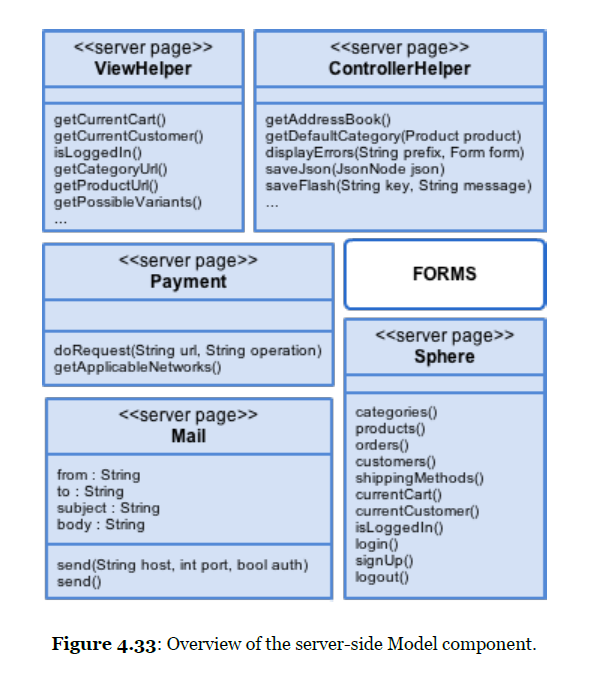 <<server page>>
ViewHelper
getCurrentCart()
getCurrentCustomer()
isLoggedIn()
getCategoryUrl()
getProductUrl()
getPossibleVariants()
...
<<server page>>
ControllerHelper
getAddressBook()
getDefaultCategory(Product product)
displayErrors(String prefix, Form form)
saveJson(JsonNode json)
saveFlash(String key, String message)
...
<<server page>>
Payment
doRequest(String url, String operation)
getApplicableNetworks()
FORMS
<<server page>>
Mail
from : String
to : String
subject : String
body : String
send(String host, int port, bool auth)
send()
<<server page>>
Sphere
categories()
products()
orders()
customers()
shippingMethods()
currentCart()
currentCustomer()
isLoggedIn()
login()
signUp()
logout()
Figure 4.33: Overview of the server-side Model component.